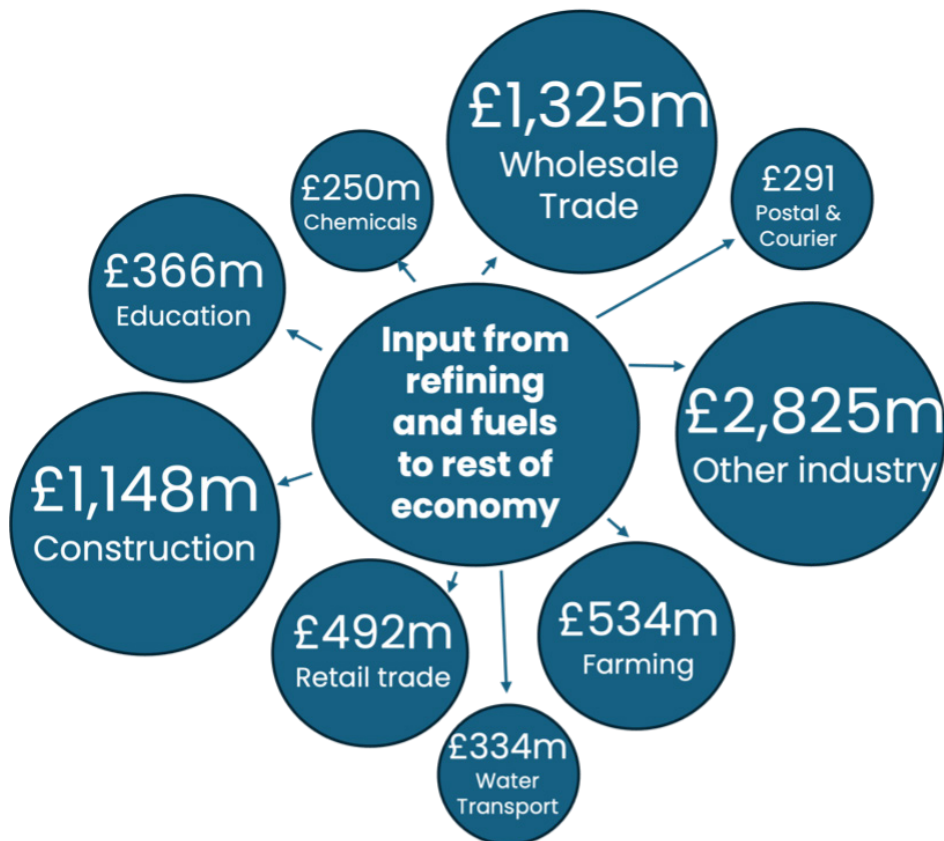 £1,325m
Wholesale
Trade
£250m
Chemicals
£291
Postal &
Courier
£366m
Education
Input from
refining
and fuels
to rest of
economy
£2,825m
Other industry
£1,148m
Construction
£492m
Retail trade
£534m
Farming
£334m
Water
Transport